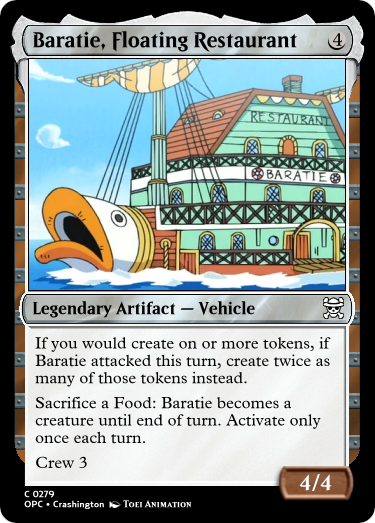 Baratie, Floating Restaurant 4
RESTAURANT
BARATIE
Legendary Artifact — Vehicle
If you would create on or more tokens, if
Baratie attacked this turn, create twice as
many of those tokens instead.
Sacrifice a Food: Baratie becomes a
creature until end of turn. Activate only
once each turn.
Crew 3
4/4
C 0279
OPC • Crashington TOEI ANIMATION